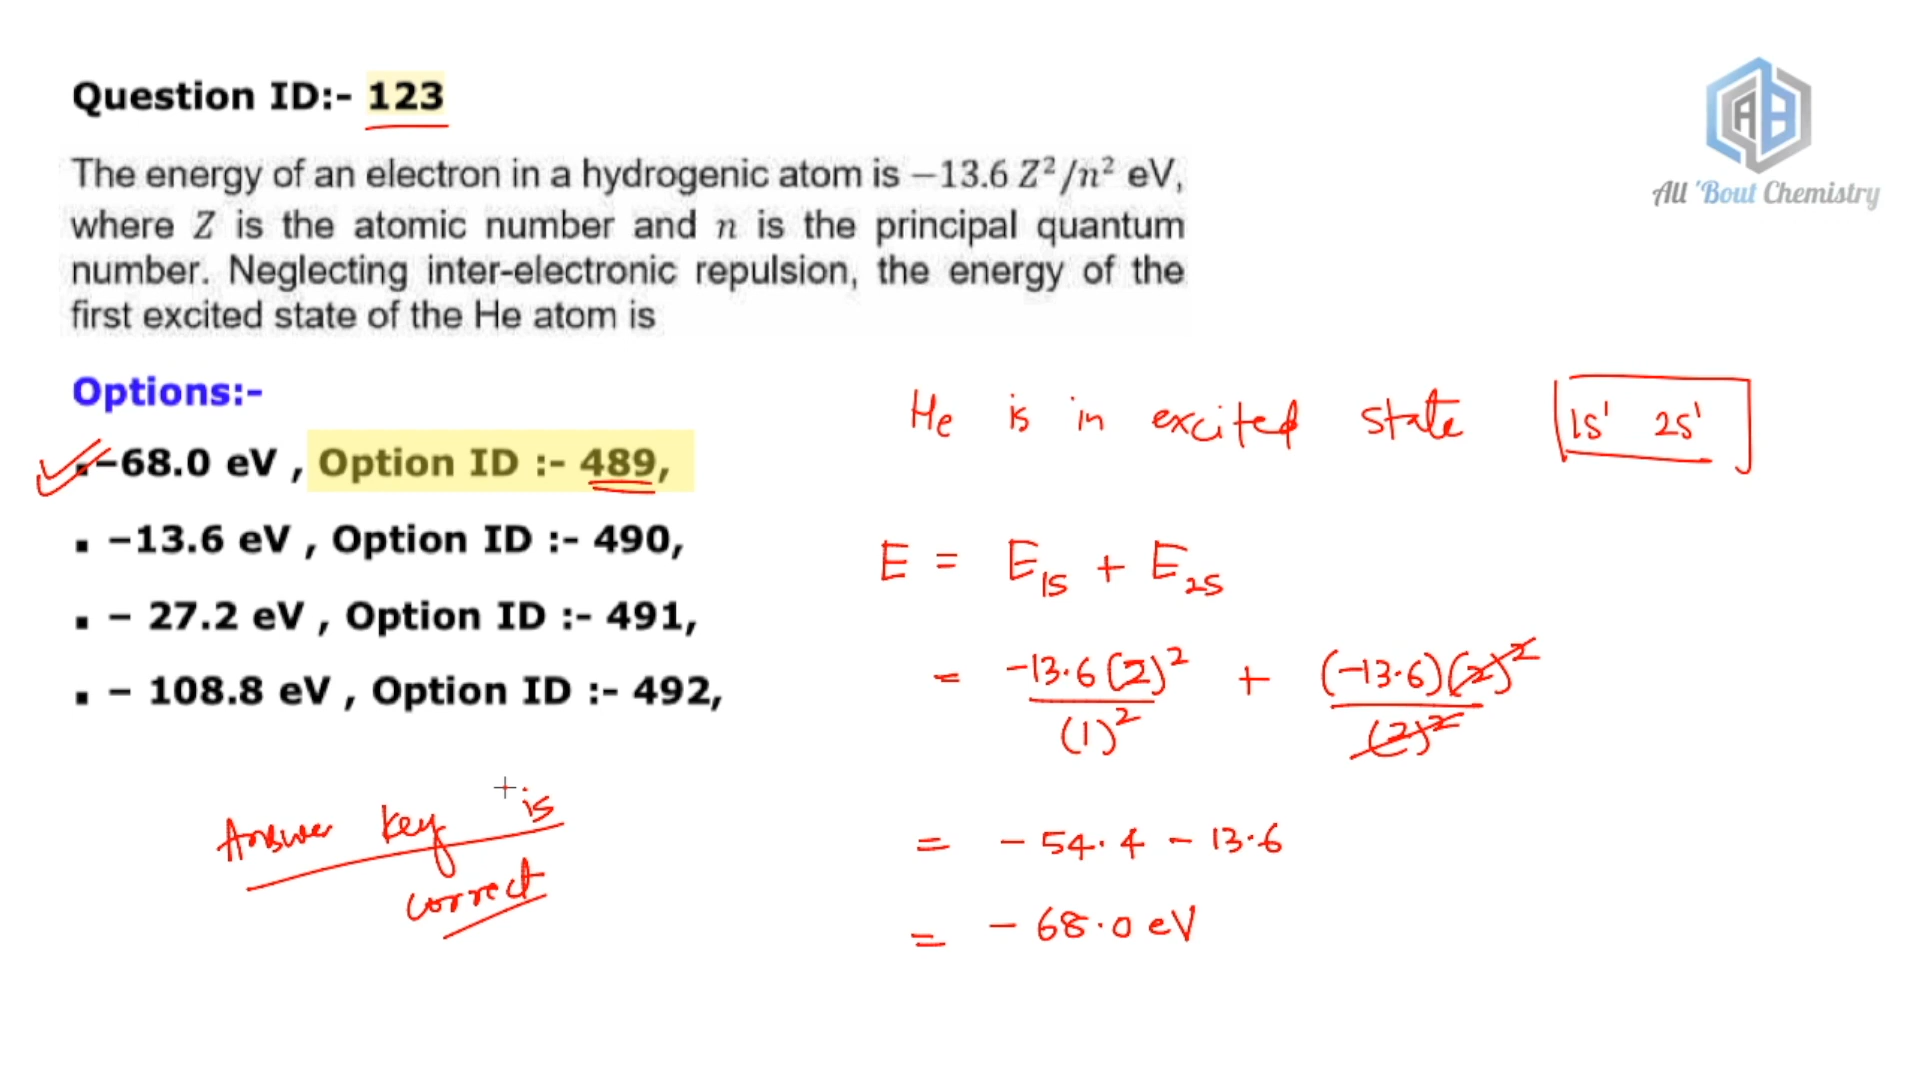 Question ID:- 123
The energy of an electron in a hydrogenic atom is −13.6 Z²/n² eV,
where Z is the atomic number and n is the principal quantum
number. Neglecting inter-electronic repulsion, the energy of the
first excited state of the He atom is
Options:-
−68.0 eV , Option ID :- 489,
▪ −13.6 eV , Option ID :- 490,
▪ − 27.2 eV , Option ID :- 491,
▪ − 108.8 eV , Option ID :- 492,
Answer key is
correct
AB
All 'Bout Chemistry
He is in excited state 1s¹ 2s¹
E = E1s + E2s
= -13.6 (2)² / (1)² + (-13.6)(2)² / (2)²
= - 54.4 - 13.6
= - 68.0 eV